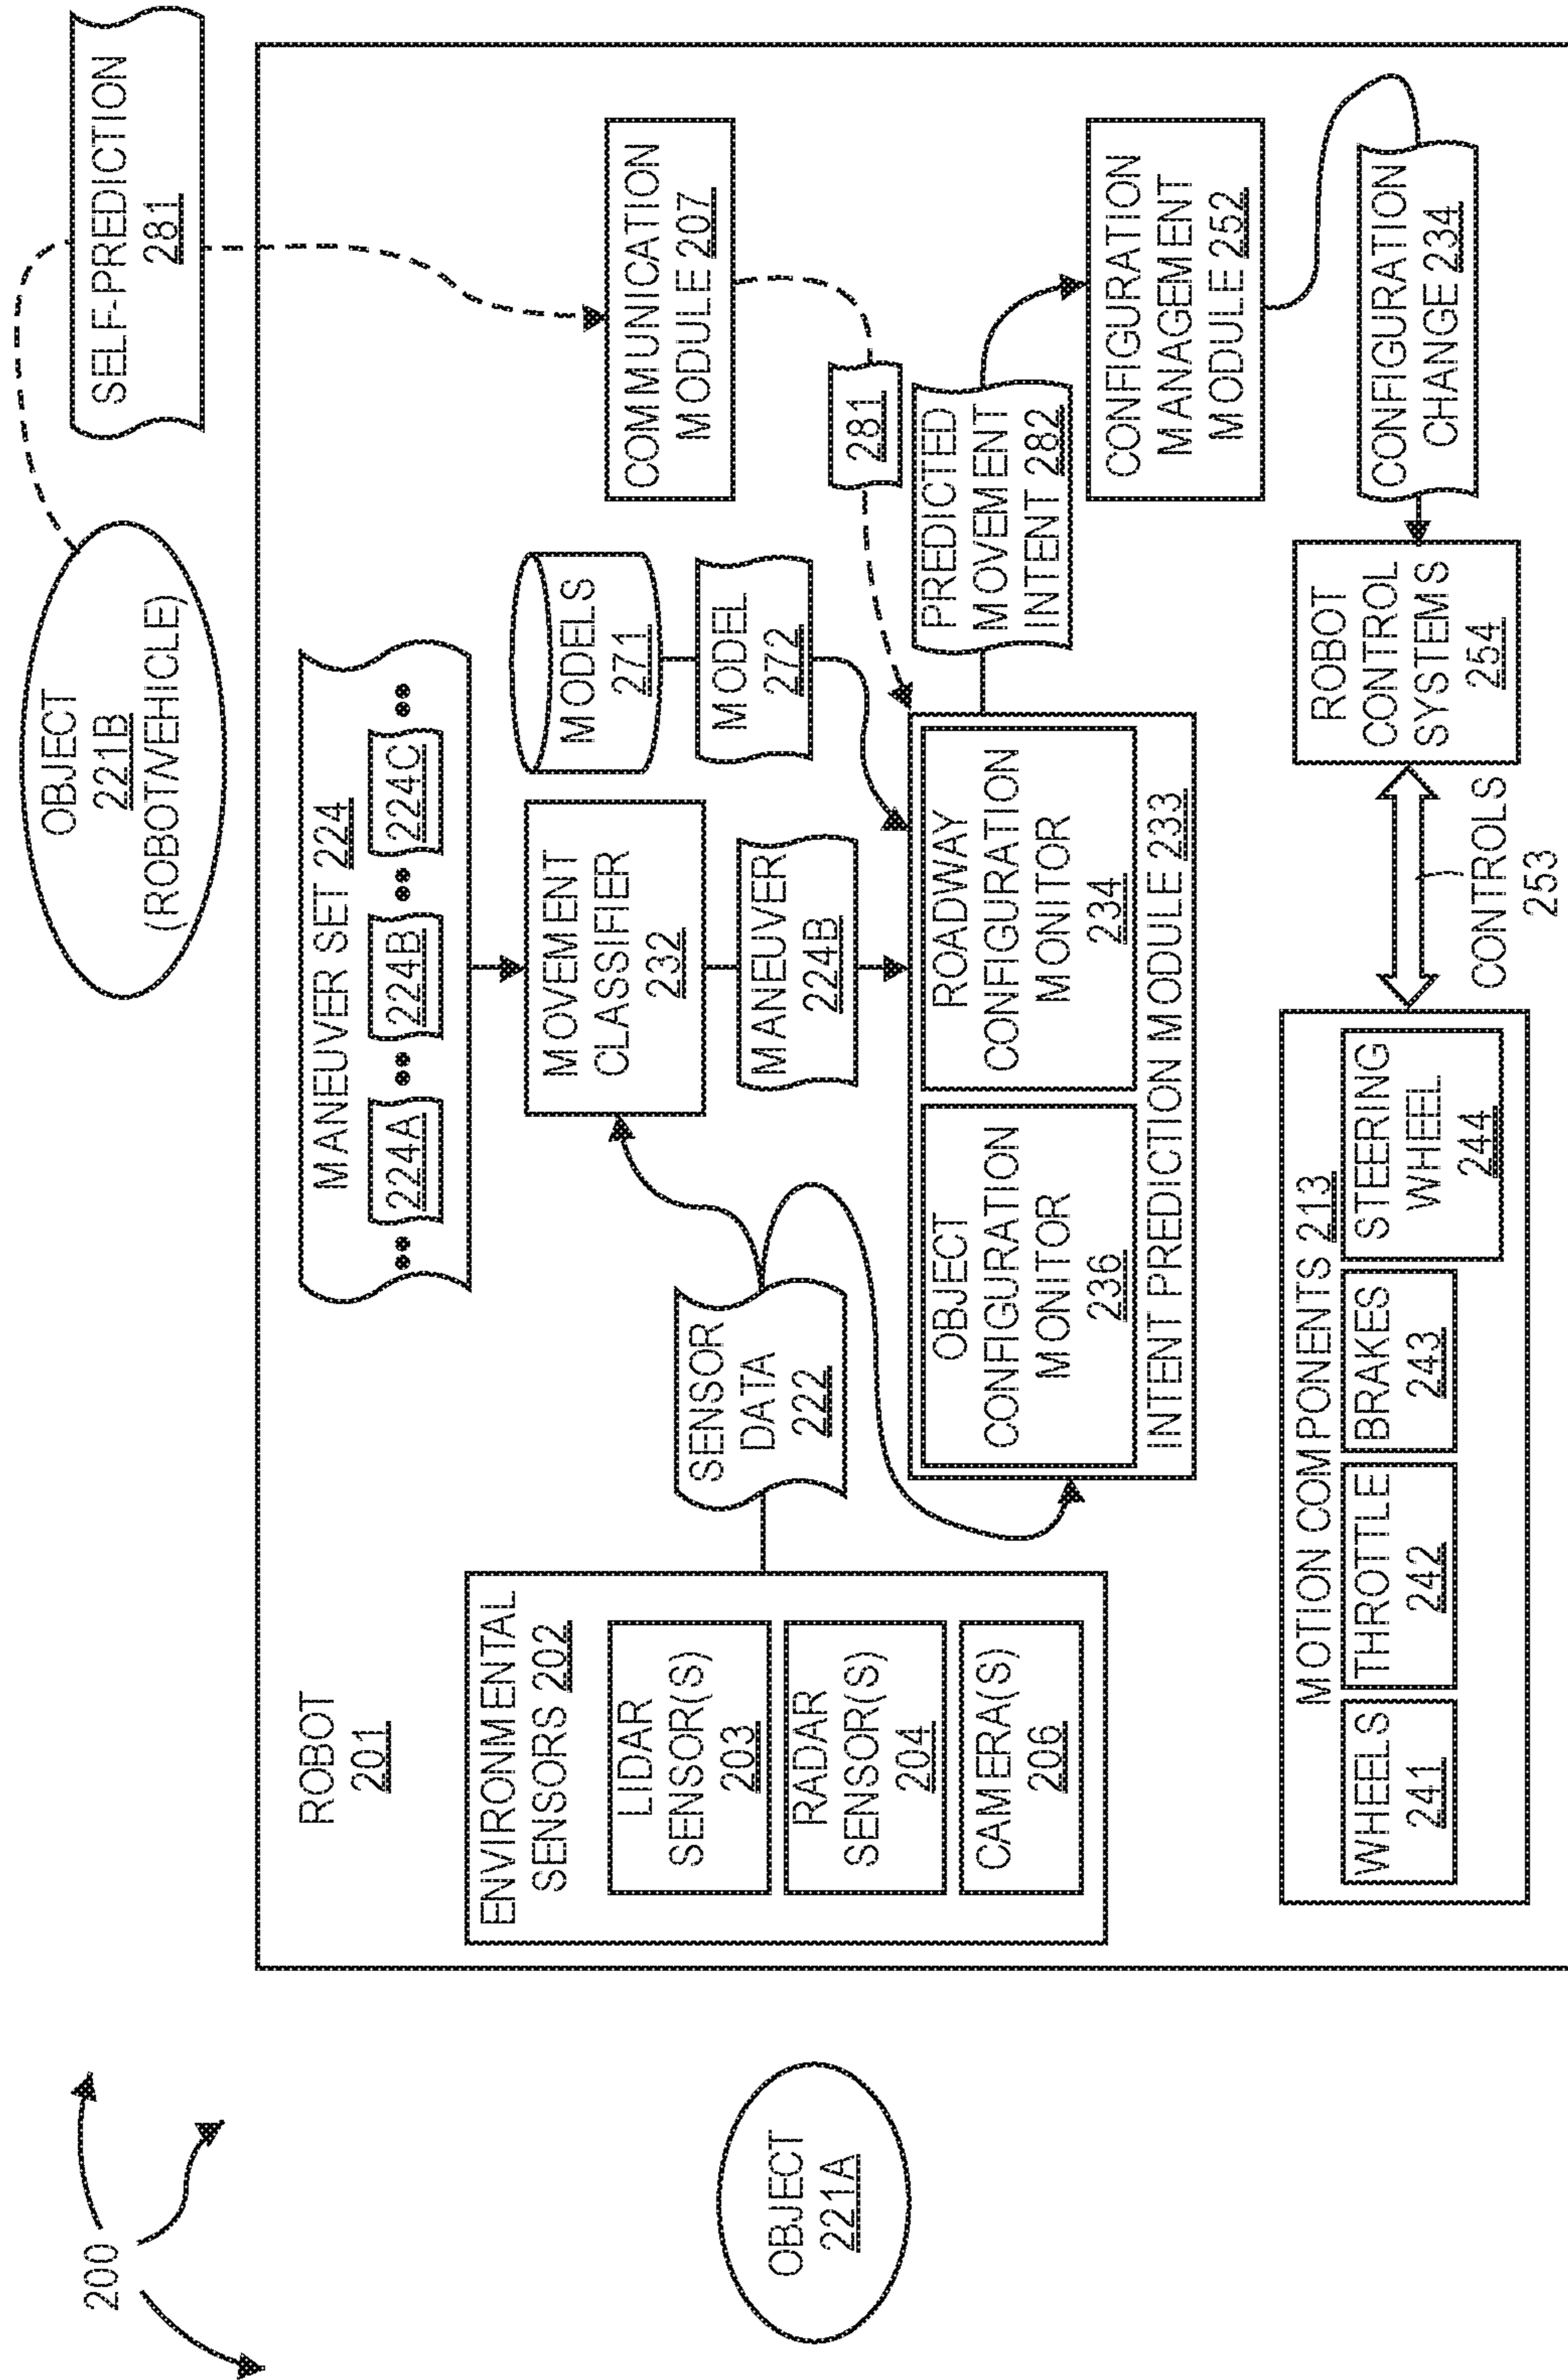 200
OBJECT
221B
(ROBOT/VEHICLE)
SELF-PREDICTION
281
ROBOT
201
ENVIRONMENTAL
SENSORS 202
LIDAR
SENSOR(S)
203
RADAR
SENSOR(S)
204
CAMERA(S)
206
SENSOR
DATA
222
MANEUVER SET 224
224A
224B
224C
MOVEMENT
CLASSIFIER
232
MANEUVER
224B
MODELS
271
MODEL
272
COMMUNICATION
MODULE 207
281
OBJECT
CONFIGURATION
MONITOR
236
ROADWAY
CONFIGURATION
MONITOR
234
INTENT PREDICTION MODULE 233
PREDICTED
MOVEMENT
INTENT 282
CONFIGURATION
MANAGEMENT
MODULE 252
CONFIGURATION
CHANGE 234
ROBOT
CONTROL
SYSTEMS
254
CONTROLS
253
MOTION COMPONENTS 213
WHEELS
241
THROTTLE
242
BRAKES
243
STEERING
WHEEL
244
OBJECT
221A